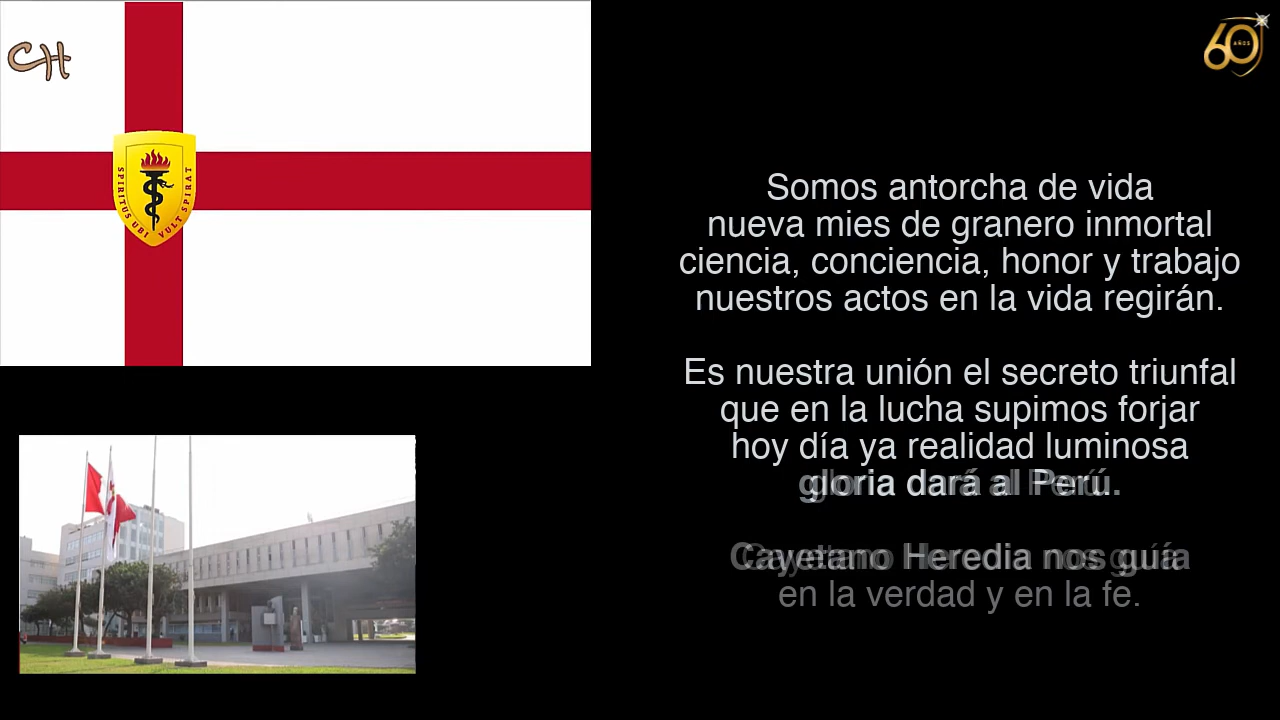 CH
SPIRITUS UBI VULT SPIRAT
60
AÑOS
Somos antorcha de vida
nueva mies de granero inmortal
ciencia, conciencia, honor y trabajo
nuestros actos en la vida regirán.
Es nuestra unión el secreto triunfal
que en la lucha supimos forjar
hoy día ya realidad luminosa
gloria dará al Perú.
Cayetano Heredia nos guía
en la verdad y en la fe.